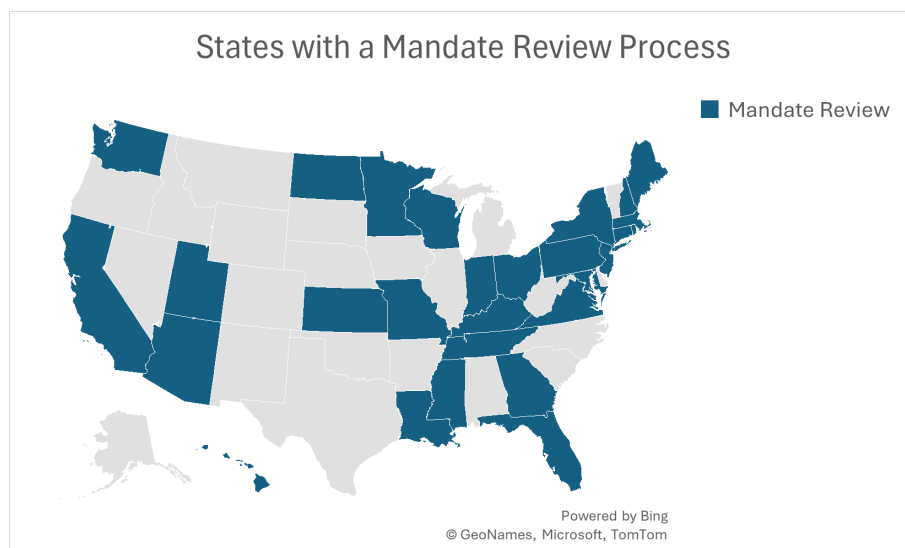 States with a Mandate Review Process
Mandate Review
Powered by Bing
© GeoNames, Microsoft, TomTom